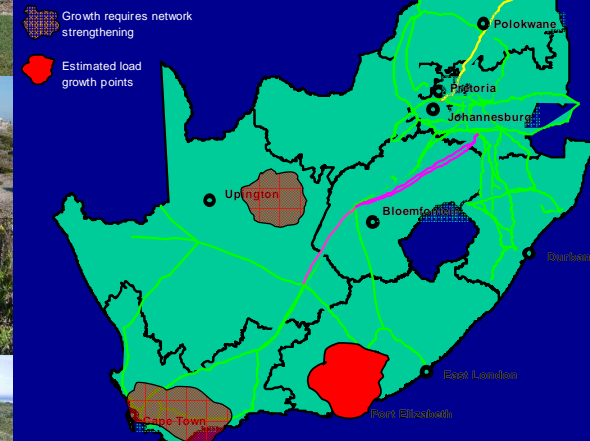 Growth requires network
strengthening
Estimated load
growth points
Polokwane
Pretoria
Johannesburg
Upington
Bloemfontein
Durban
East London
Port Elizabeth
Cape Town